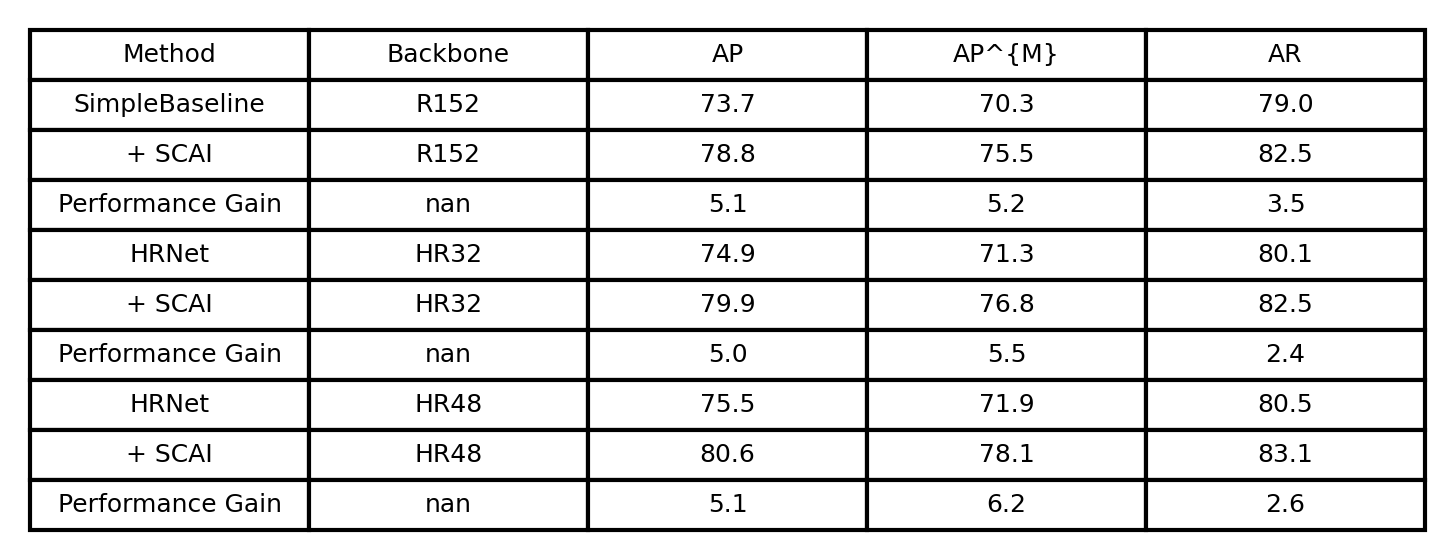 Method Backbone AP AP^{M} AR
SimpleBaseline R152 73.7 70.3 79.0
+ SCAI R152 78.8 75.5 82.5
Performance Gain nan 5.1 5.2 3.5
HRNet HR32 74.9 71.3 80.1
+ SCAI HR32 79.9 76.8 82.5
Performance Gain nan 5.0 5.5 2.4
HRNet HR48 75.5 71.9 80.5
+ SCAI HR48 80.6 78.1 83.1
Performance Gain nan 5.1 6.2 2.6